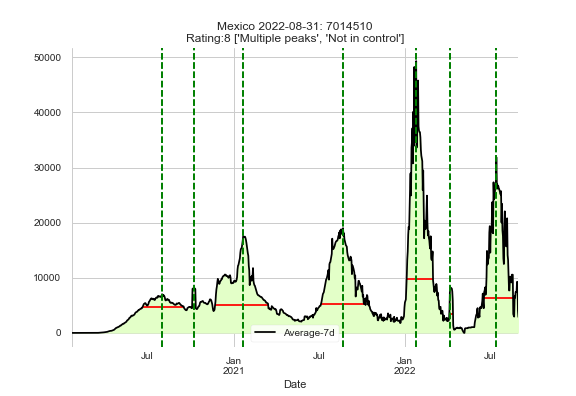 Mexico 2022-08-31: 7014510
Rating:8 ['Multiple peaks', 'Not in control']
50000
40000
30000
20000
10000
0
Average-7d
Jul
Jan
2021
Jul
Jan
2022
Jul
Date